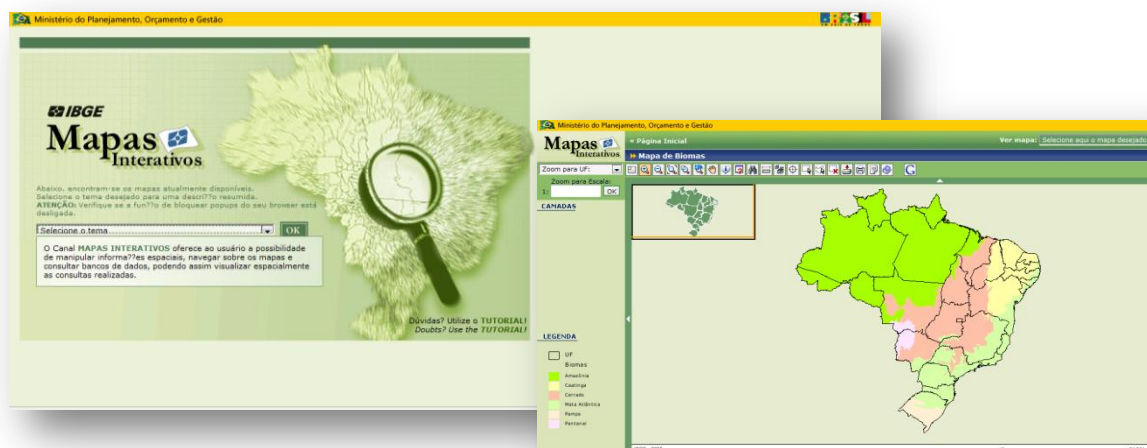 Ministério do Planejamento, Orçamento e Gestão
BRASIL
IBGE
Mapas
Interativos
Abaixo, encontram-se os mapas atualmente disponíveis.
Selecione o tema desejado para uma descri??o resumida.
ATENÇÃO: Verifique se a fun??o de bloquear popups do seu brovser está
desligada.
Selecione o tema
OK
O Canal MAPAS INTERATIVOS oferece ao usuário a possibilidade
de manipular informa??es espaciais, navegar sobre os mapas e
consultar bancos de dados, podendo assim visualizar espacialmente
as consultas realizadas.
Dúvidas? Utilize o TUTORIAL!
Doubts? Use the TUTORIAL!
Ministério do Planejamento, Orçamento e Gestão
Mapas
Interativos
« Página Inicial
Ver mapa: Selecione aqui o mapa desejado
Mapa de Biomas
Zoom para UF:
Zoom para Escala:
1:
OK
CAMADAS
LEGENDA
UF
Biomas
Amazônia
Caatinga
Cerrado
Mata Atlântica
Pampa
Pantanal